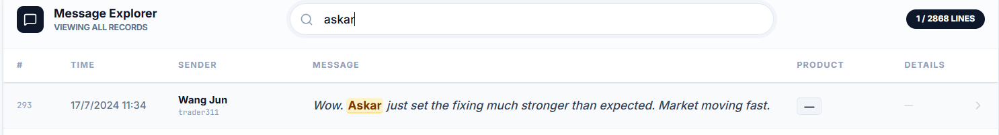 Message Explorer
VIEWING ALL RECORDS
askar
1 / 2868 LINES
# TIME SENDER MESSAGE PRODUCT DETAILS
293 17/7/2024 11:34 Wang Jun Wow. Askar just set the fixing much stronger than expected. Market moving fast. — —
trader311